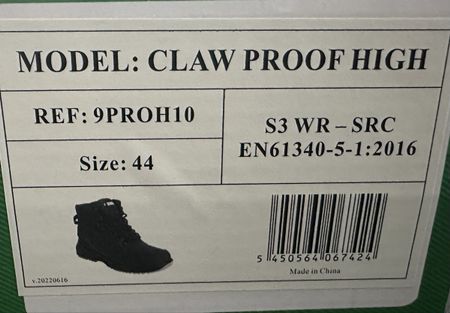 MODEL: CLAW PROOF HIGH
REF: 9PROH10
Size: 44
S3 WR – SRC
EN61340-5-1:2016
5 450564 067424
Made in China
v.20220616